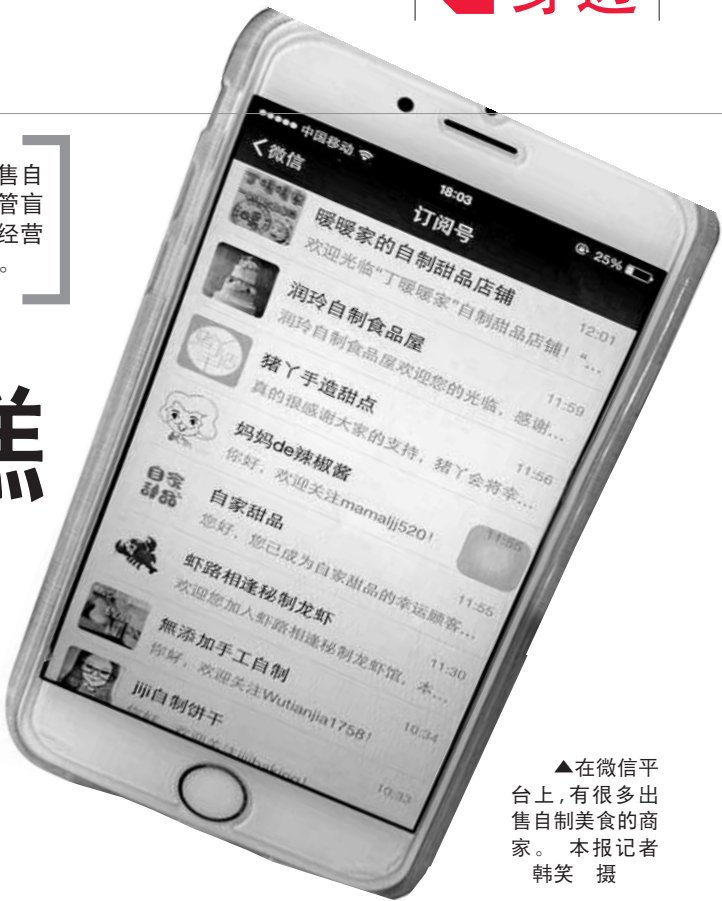 身边
售自
管盲
经营
。
糕
中国移动
18:03
25%
微信
订阅号
暖暖家的自制甜品店铺
12:01
欢迎光临“丁暖暖家”自制甜品店铺！“...
润玲自制食品屋
11:59
润玲自制食品屋欢迎您的光临，感谢...
猪丫手造甜点
11:56
真的很感谢大家的支持，猪丫会将幸...
妈妈de辣椒酱
11:55
你好，欢迎关注mamaljj520！
自家甜品
自家甜品
11:55
您好，您已成为自家甜品的幸运顾客...
虾路相逢秘制龙虾
11:30
欢迎您加入虾路相逢秘制龙虾馆，本...
無添加手工自制
10:34
你好，欢迎关注Wutianjia1758！
jiji自制饼干
10:33
▲在微信平
台上，有很多出
售自制美食的商
家。 本报记者
韩笑 摄